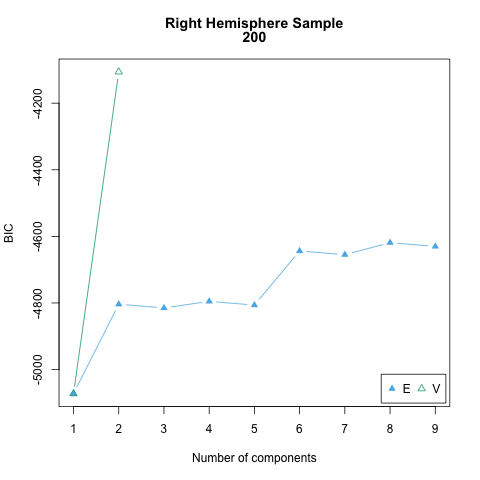 Right Hemisphere Sample
200
BIC
-4200
-4400
-4600
-4800
-5000
1 2 3 4 5 6 7 8 9
Number of components
E V